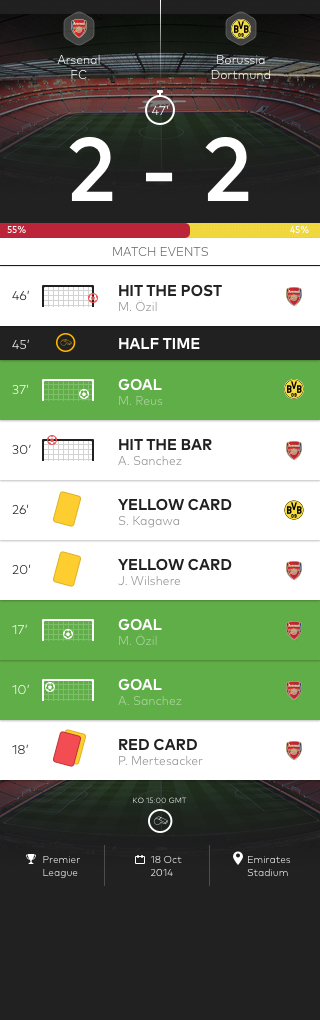 Arsenal FC
Borussia Dortmund
47'
2 - 2
55% 45%
MATCH EVENTS
46' HIT THE POST
M. Ozil
45' HALF TIME
37' GOAL
M. Reus
30' HIT THE BAR
A. Sanchez
26' YELLOW CARD
S. Kagawa
20' YELLOW CARD
J. Wilshere
17' GOAL
M. Ozil
10' GOAL
A. Sanchez
18' RED CARD
P. Mertesacker
KO 15:00 GMT
Premier League
18 Oct 2014
Emirates Stadium